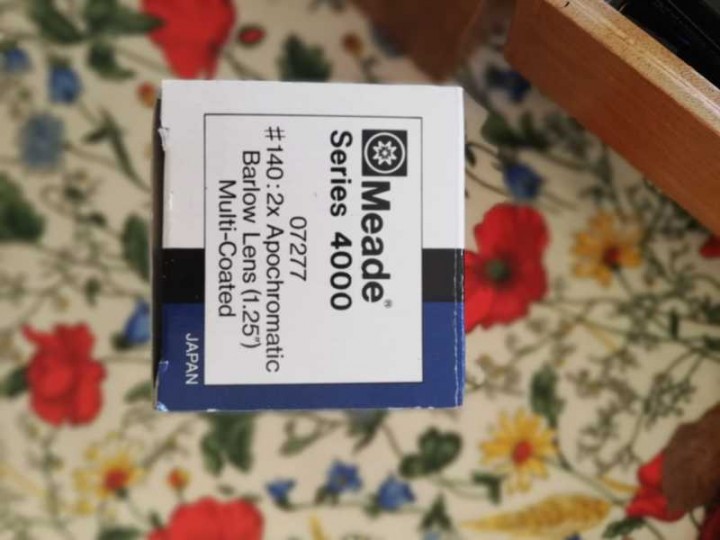 Meade®
Series 4000
07277
#140:2x Apochromatic
Barlow Lens (1.25")
Multi-Coated
JAPAN